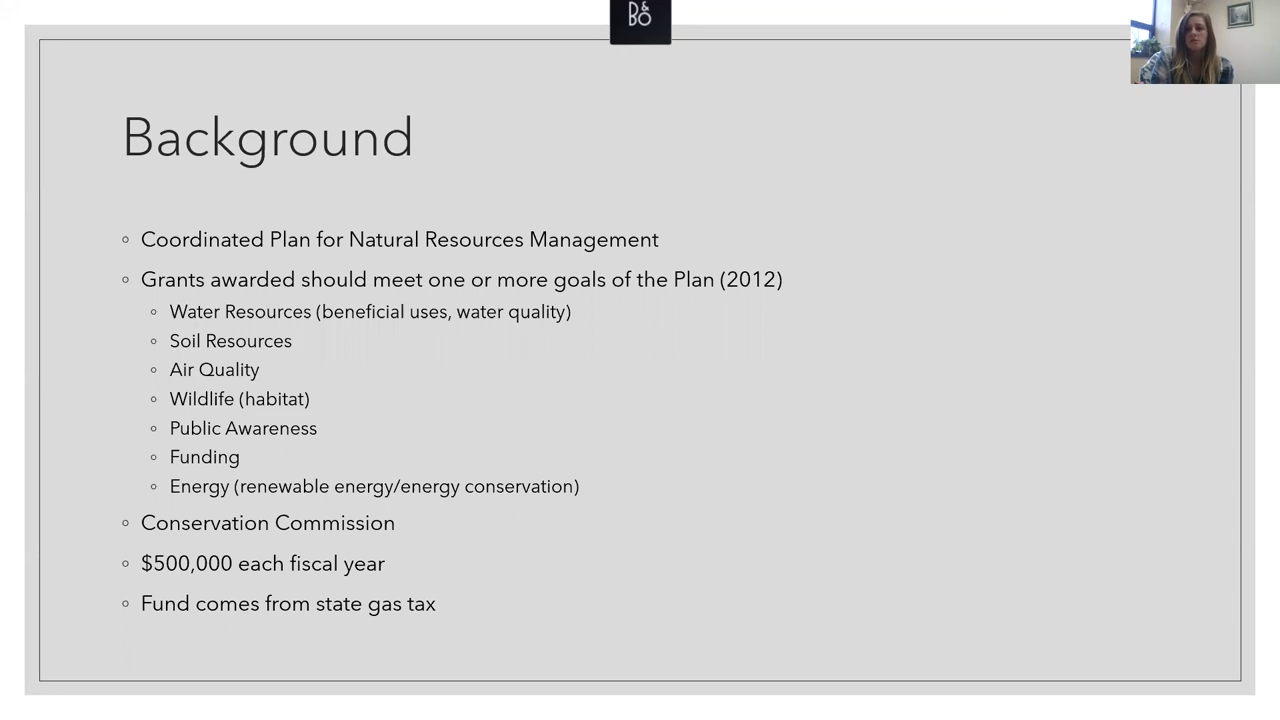 B&
BO
Background
Coordinated Plan for Natural Resources Management
Grants awarded should meet one or more goals of the Plan (2012)
Water Resources (beneficial uses, water quality)
Soil Resources
Air Quality
Wildlife (habitat)
Public Awareness
Funding
Energy (renewable energy/energy conservation)
Conservation Commission
$500,000 each fiscal year
Fund comes from state gas tax